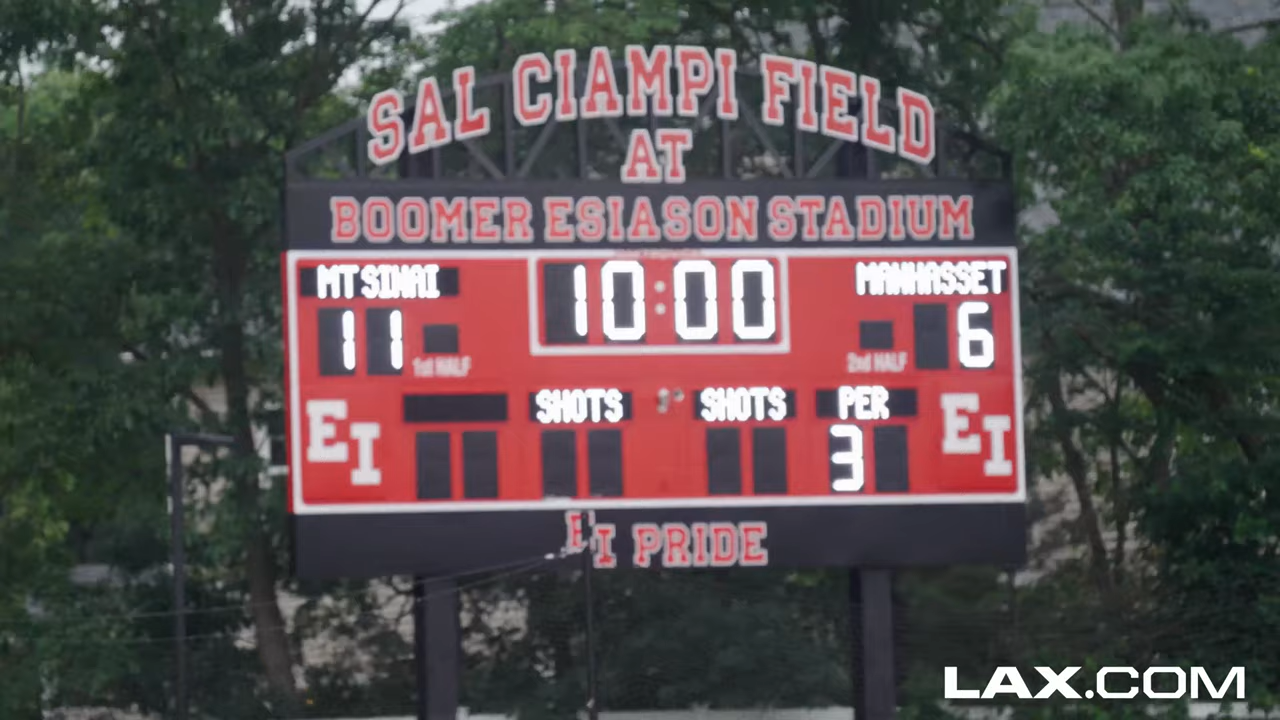 SAL CIAMPI FIELD
AT
BOOMER ESIASON STADIUM
MT SINAI
10:00
MANHASSET
11
6
1st HALF
2nd HALF
SHOTS
SHOTS
PER
3
EI
EI
EI PRIDE
LAX.COM